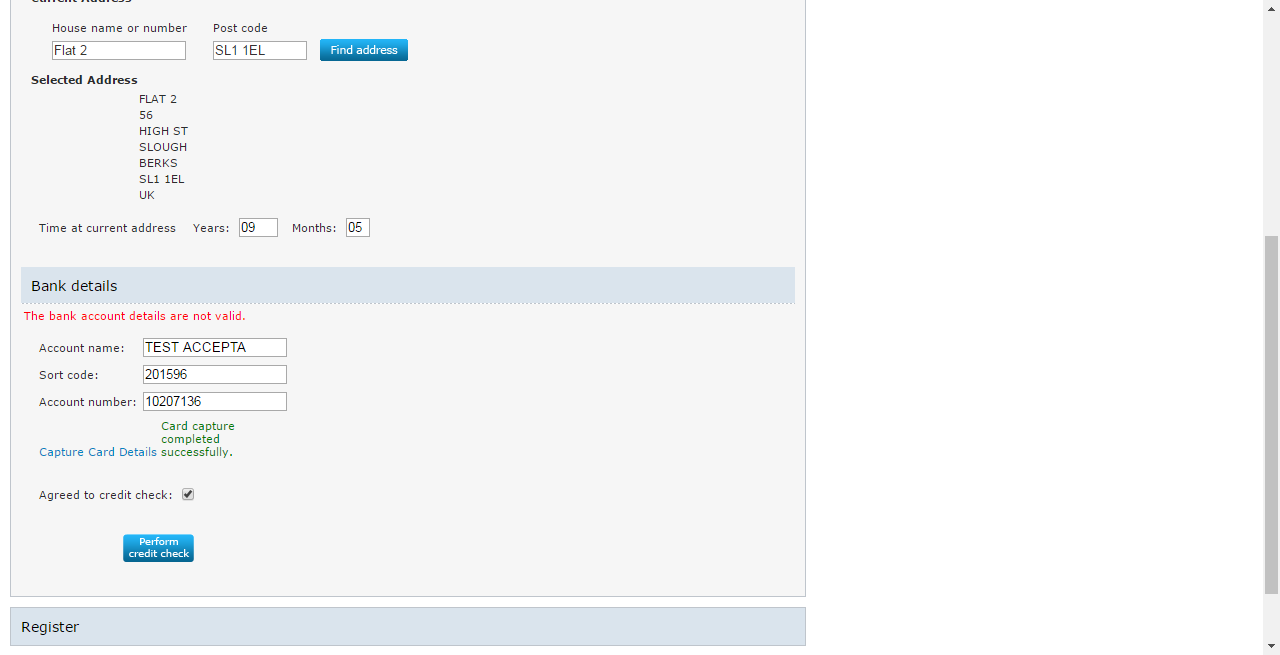 Current Address
House name or number Post code
Flat 2 SL1 1EL Find address
Selected Address
FLAT 2
56
HIGH ST
SLOUGH
BERKS
SL1 1EL
UK
Time at current address Years: 09 Months: 05
Bank details
The bank account details are not valid.
Account name: TEST ACCEPTA
Sort code: 201596
Account number: 10207136
Card capture
completed
Capture Card Details successfully.
Agreed to credit check:
Perform
credit check
Register